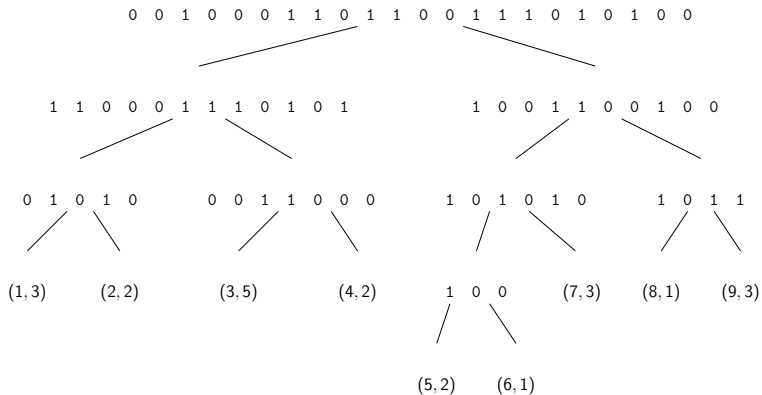 0 0 1 0 0 0 1 1 0 1 1 0 0 1 1 1 0 1 0 1 0 0
1 1 0 0 0 1 1 1 0 1 0 1 1 0 0 1 1 0 0 1 0 0
0 1 0 1 0 0 0 1 1 0 0 0 1 0 1 0 1 0 1 0 1 1
(1, 3) (2, 2) (3, 5) (4, 2) 1 0 0 (7, 3) (8, 1) (9, 3)
(5, 2) (6, 1)